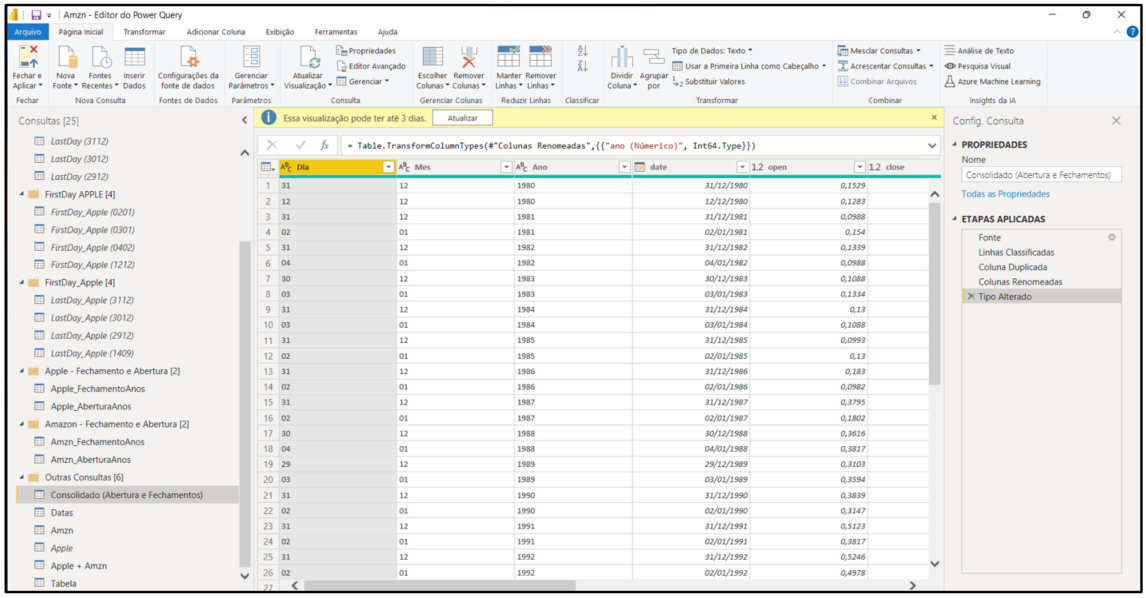 Amzn - Editor do Power Query
Arquivo Página Inicial Transformar Adicionar Coluna Exibição Ferramentas Ajuda
Fechar e Aplicar
Nova Fonte
Fontes Recentes
Inserir Dados
Configurações da fonte de dados
Gerenciar Parâmetros
Atualizar Visualização
Propriedades
Editor Avançado
Gerenciar
Escolher Colunas
Remover Colunas
Manter Linhas
Remover Linhas
Dividir Coluna
Agrupar por
Tipo de Dados: Texto
Usar a Primeira Linha como Cabeçalho
Substituir Valores
Mesclar Consultas
Acrescentar Consultas
Combinar Arquivos
Análise de Texto
Pesquisa Visual
Azure Machine Learning
Fechar Nova Consulta Fontes de Dados Parâmetros Consulta Gerenciar Colunas Reduzir Linhas Classificar Transformar Combinar Insights da IA
Consultas [25]
LastDay (3112)
LastDay (3012)
LastDay (2912)
FirstDay APPLE [4]
FirstDay_Apple (0201)
FirstDay_Apple (0301)
FirstDay_Apple (0402)
FirstDay_Apple (1212)
FirstDay_Apple [4]
LastDay_Apple (3112)
LastDay_Apple (3012)
LastDay_Apple (2912)
LastDay_Apple (1409)
Apple - Fechamento e Abertura [2]
Apple_FechamentoAnos
Apple_AberturaAnos
Amazon - Fechamento e Abertura [2]
Amzn_FechamentoAnos
Amzn_AberturaAnos
Outras Consultas [6]
Consolidado (Abertura e Fechamentos)
Datas
Amzn
Apple
Apple + Amzn
Tabela
Essa visualização pode ter até 3 dias. Atualizar
fx = Table.TransformColumnTypes(#"Colunas Renomeadas",{{"ano (Númerico)", Int64.Type}})
ABC Dia ABC Mes ABC Ano date 1.2 open 1.2 close
1 31 12 1980 31/12/1980 0,1529
2 12 12 1980 12/12/1980 0,1283
3 31 12 1981 31/12/1981 0,0988
4 02 01 1981 02/01/1981 0,154
5 31 12 1982 31/12/1982 0,1339
6 04 01 1982 04/01/1982 0,0988
7 30 12 1983 30/12/1983 0,1088
8 03 01 1983 03/01/1983 0,1334
9 31 12 1984 31/12/1984 0,13
10 03 01 1984 03/01/1984 0,1088
11 31 12 1985 31/12/1985 0,0993
12 02 01 1985 02/01/1985 0,13
13 31 12 1986 31/12/1986 0,183
14 02 01 1986 02/01/1986 0,0982
15 31 12 1987 31/12/1987 0,3795
16 02 01 1987 02/01/1987 0,1802
17 30 12 1988 30/12/1988 0,3616
18 04 01 1988 04/01/1988 0,3817
19 29 12 1989 29/12/1989 0,3103
20 03 01 1989 03/01/1989 0,3594
21 31 12 1990 31/12/1990 0,3839
22 02 01 1990 02/01/1990 0,3147
23 31 12 1991 31/12/1991 0,5123
24 02 01 1991 02/01/1991 0,3817
25 31 12 1992 31/12/1992 0,5246
26 02 01 1992 02/01/1992 0,4978
27
Config. Consulta
PROPRIEDADES
Nome
Consolidado (Abertura e Fechamentos)
Todas as Propriedades
ETAPAS APLICADAS
Fonte
Linhas Classificadas
Coluna Duplicada
Colunas Renomeadas
Tipo Alterado